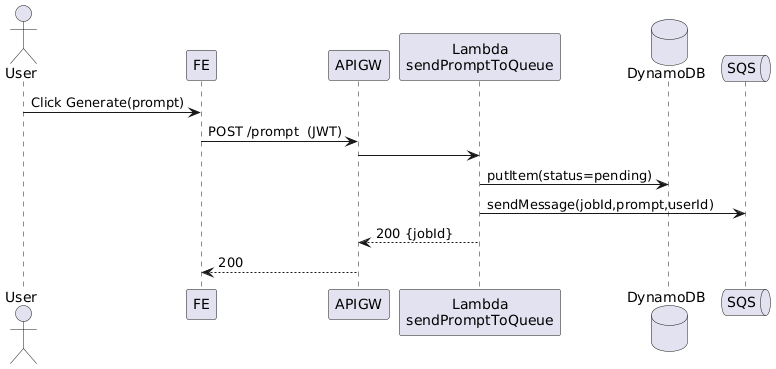 User
FE
APIGW
Lambda
sendPromptToQueue
DynamoDB
SQS
Click Generate(prompt)
POST /prompt  (JWT)
putItem(status=pending)
sendMessage(jobId,prompt,userId)
200 {jobId}
200
User
FE
APIGW
Lambda
sendPromptToQueue
DynamoDB
SQS